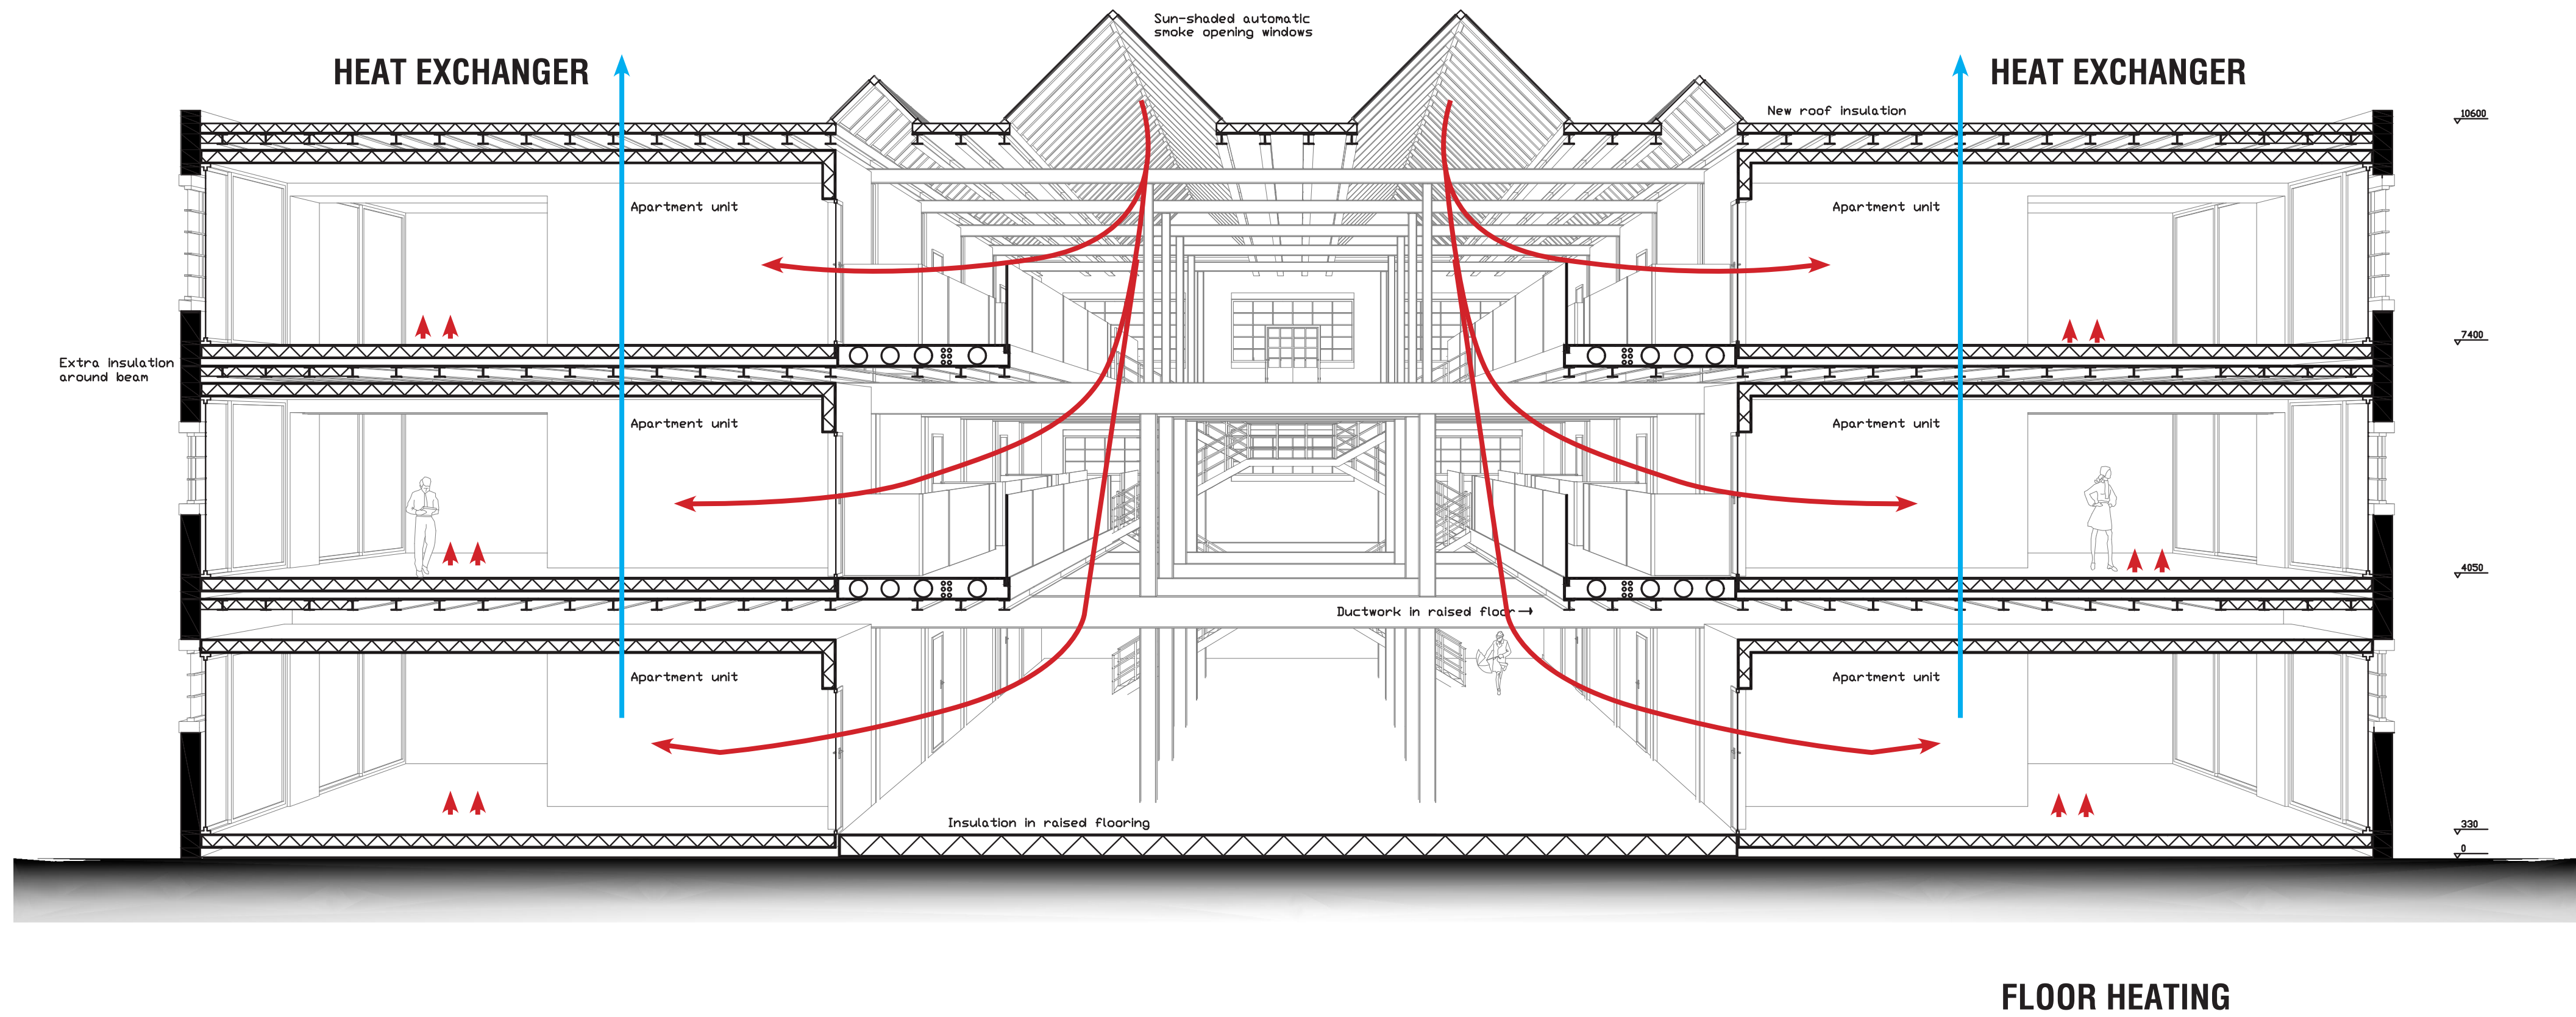 Sun-shaded automatic
smoke opening windows
HEAT EXCHANGER
HEAT EXCHANGER
New roof insulation
10600
Apartment unit
Apartment unit
7400
Extra insulation
around beam
Apartment unit
Apartment unit
4050
Ductwork in raised floor
Apartment unit
Apartment unit
Insulation in raised flooring
330
0
FLOOR HEATING